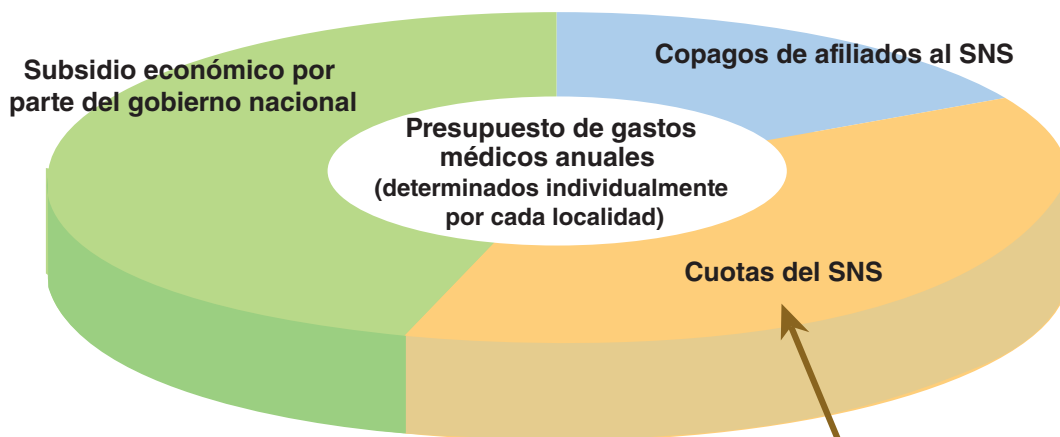 Subsidio económico por
parte del gobierno nacional
Copagos de afiliados al SNS
Presupuesto de gastos
médicos anuales
(determinados individualmente
por cada localidad)
Cuotas del SNS